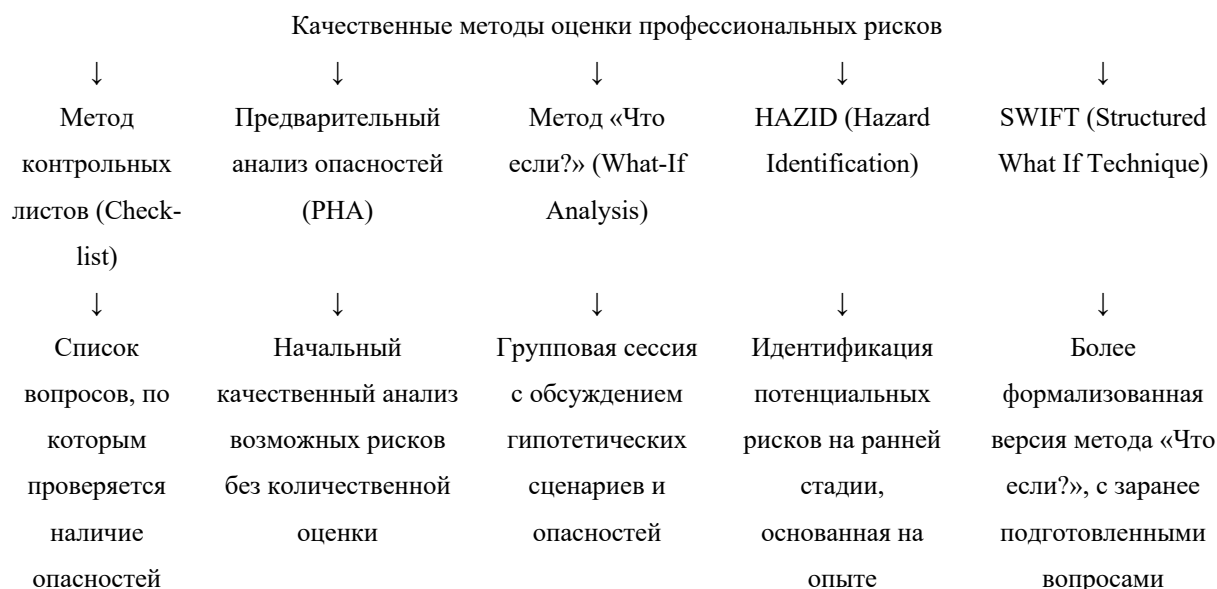 Качественные методы оценки профессиональных рисков
↓ ↓ ↓ ↓ ↓
Метод
контрольных
листов (Check-
list)
Предварительный
анализ опасностей
(PHA)
Метод «Что
если?» (What-If
Analysis)
HAZID (Hazard
Identification)
SWIFT (Structured
What If Technique)
↓ ↓ ↓ ↓ ↓
Список
вопросов, по
которым
проверяется
наличие
опасностей
Начальный
качественный анализ
возможных рисков
без количественной
оценки
Групповая сессия
с обсуждением
гипотетических
сценариев и
опасностей
Идентификация
потенциальных
рисков на ранней
стадии,
основанная на
опыте
Более
формализованная
версия метода «Что
если?», с заранее
подготовленными
вопросами